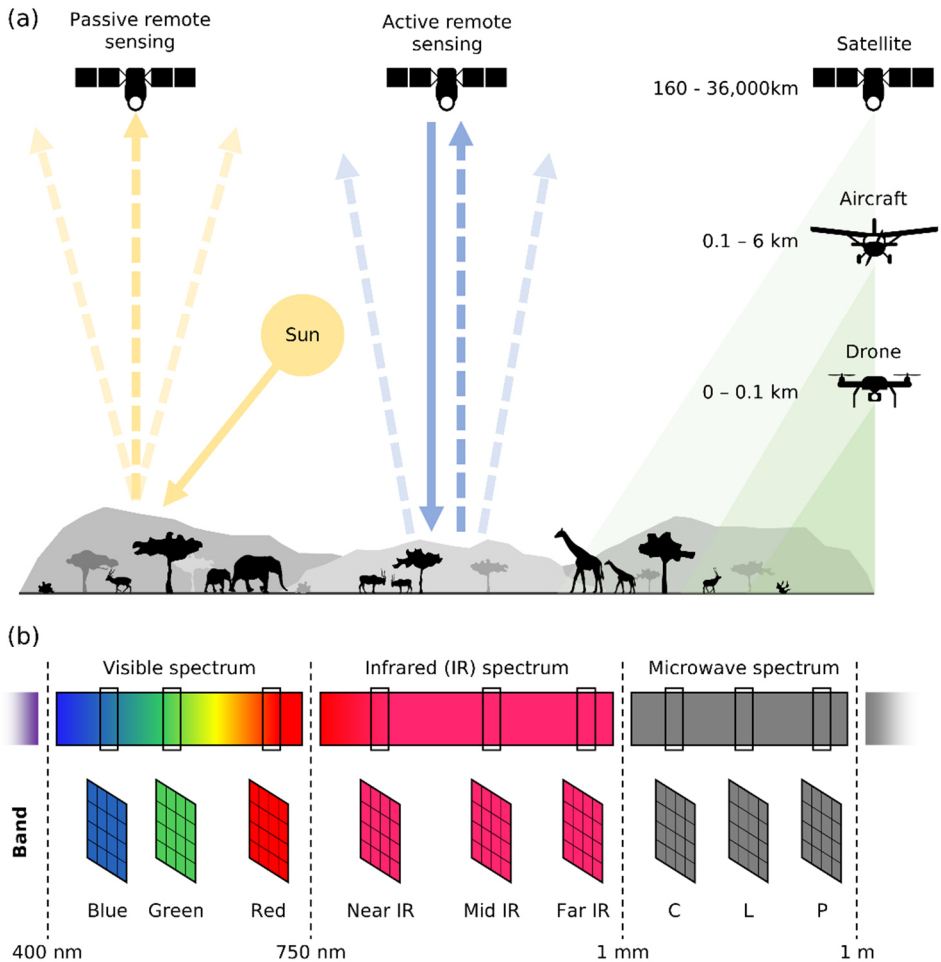 (a)
Passive remote
sensing
Active remote
sensing
Satellite
160 - 36,000km
Aircraft
0.1 – 6 km
Sun
Drone
0 – 0.1 km
(b)
Visible spectrum
Infrared (IR) spectrum
Microwave spectrum
Band
Blue
Green
Red
Near IR
Mid IR
Far IR
C
L
P
400 nm
750 nm
1 mm
1 m